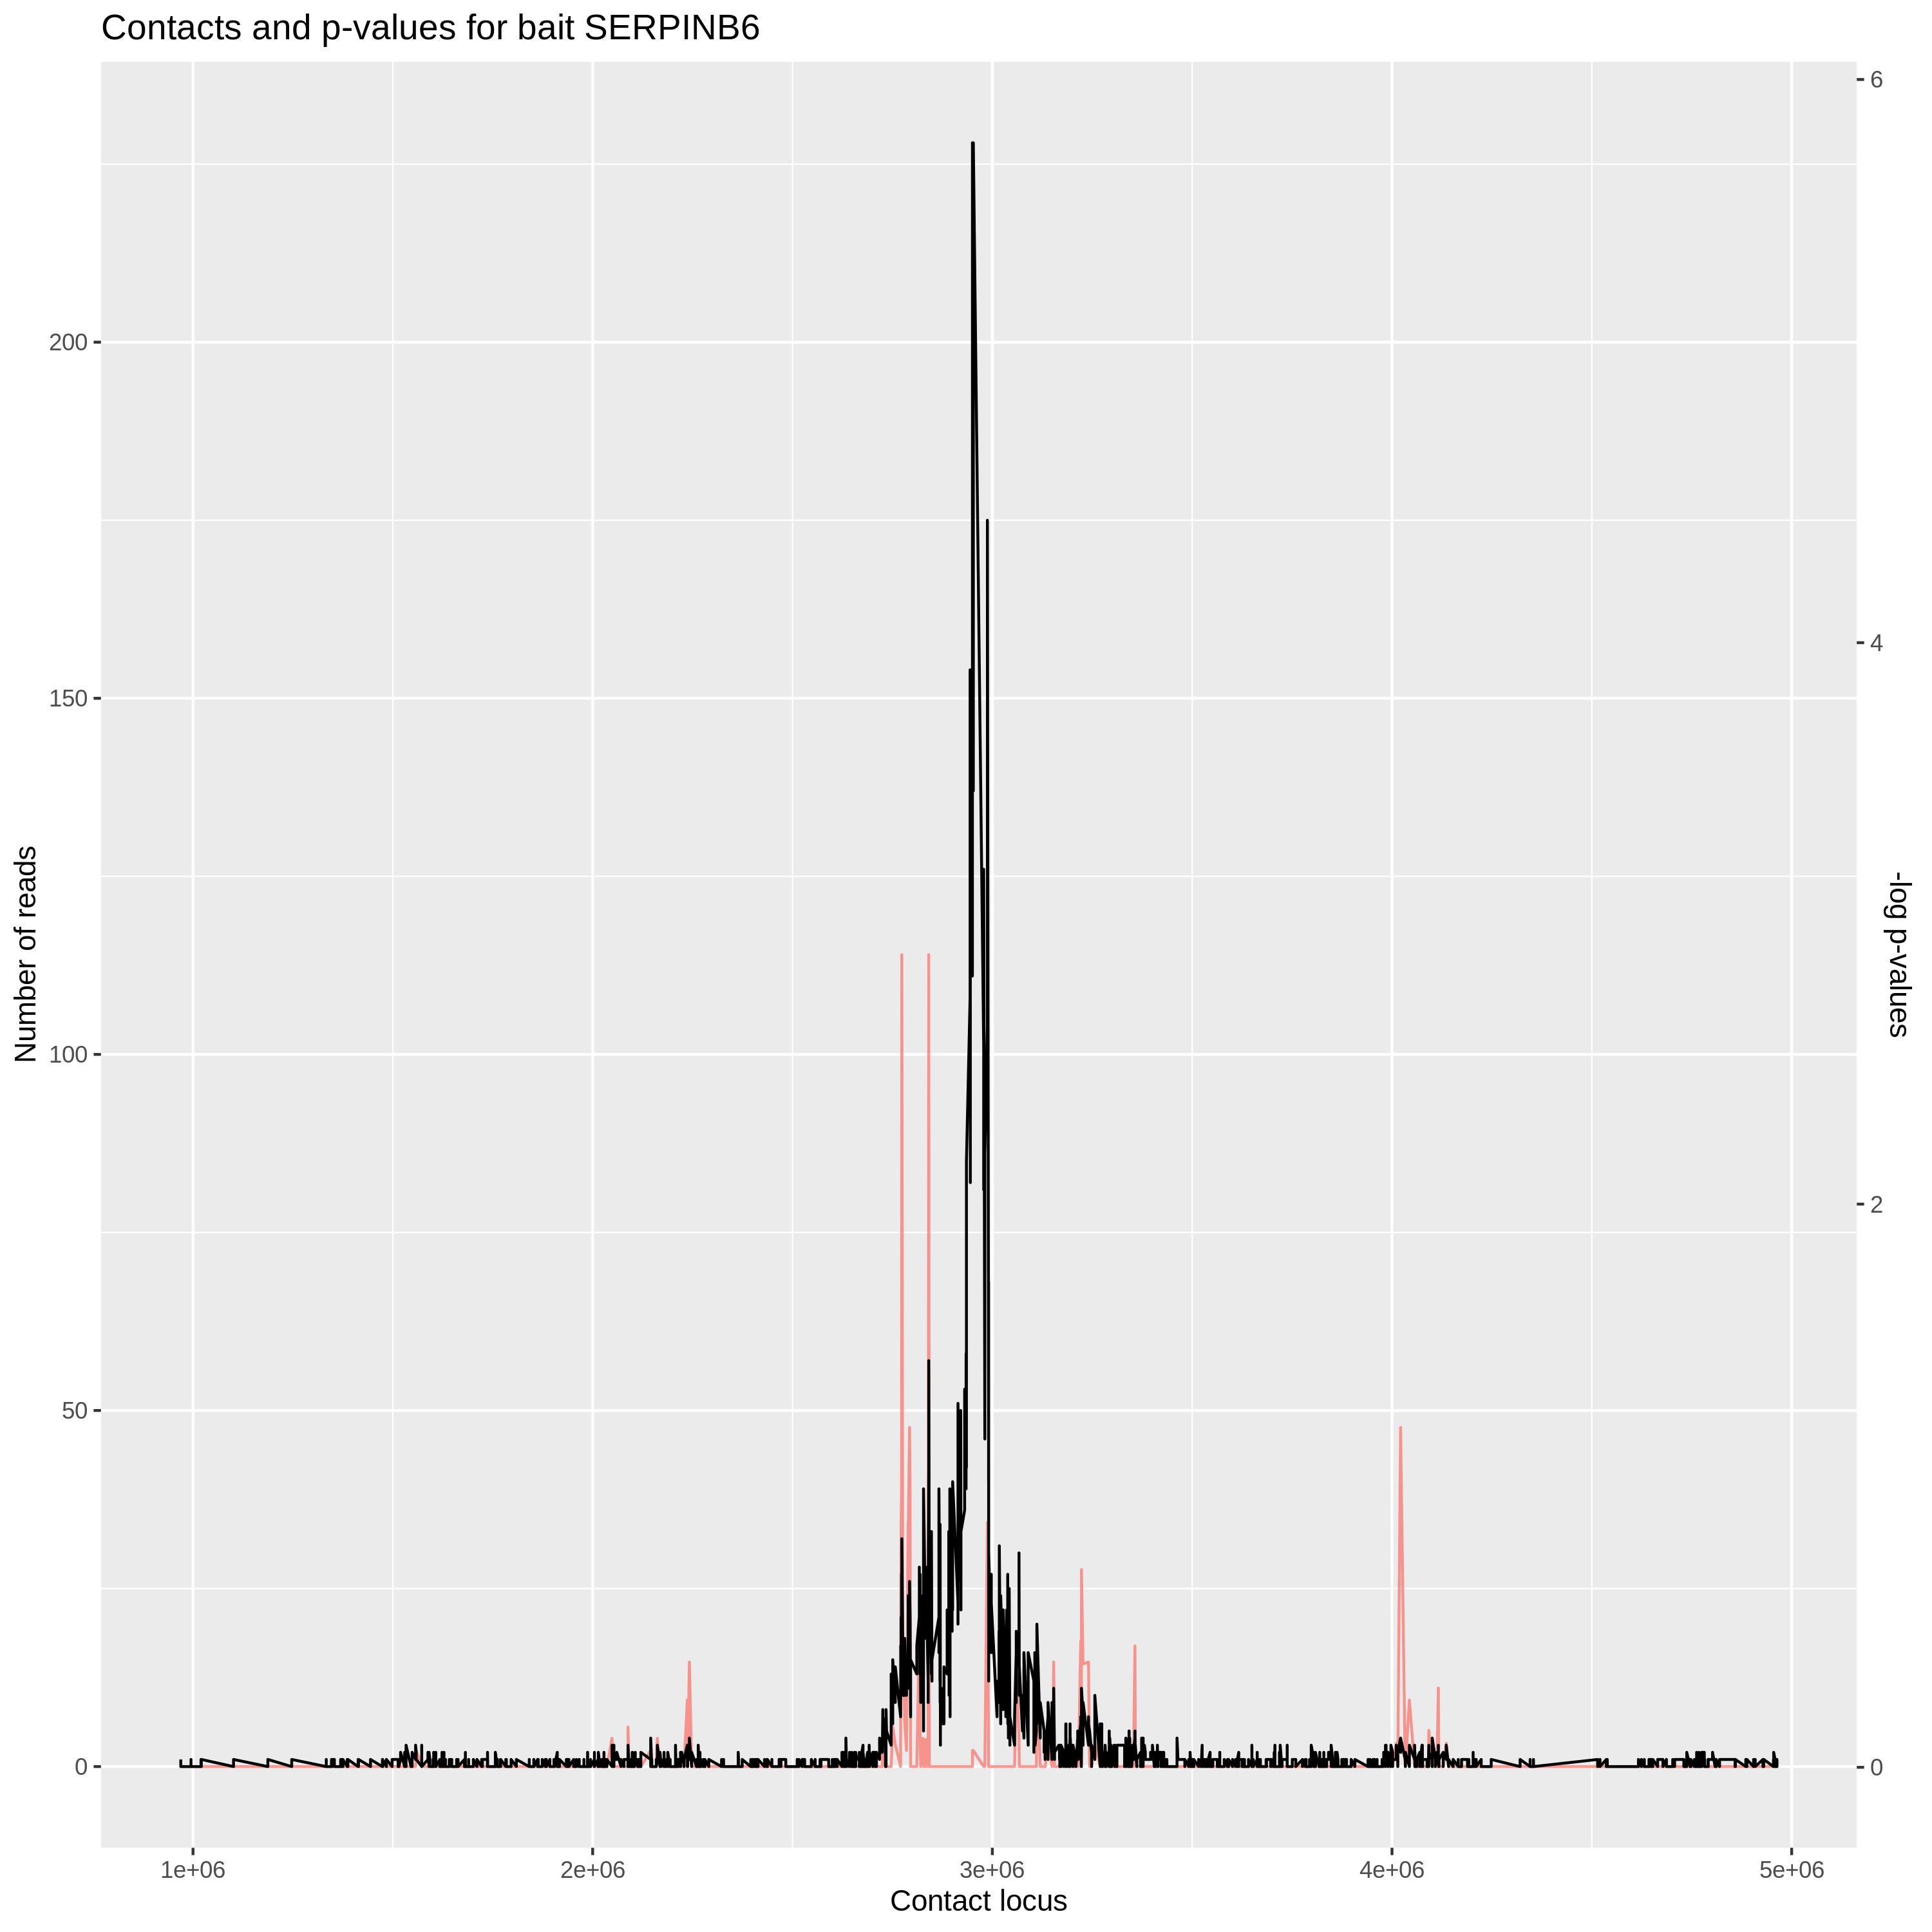 Contacts and p-values for bait SERPINB6
6
200
4
150
Number of reads
-log p-values
100
2
50
0
0
1e+06 2e+06 3e+06 4e+06 5e+06
Contact locus